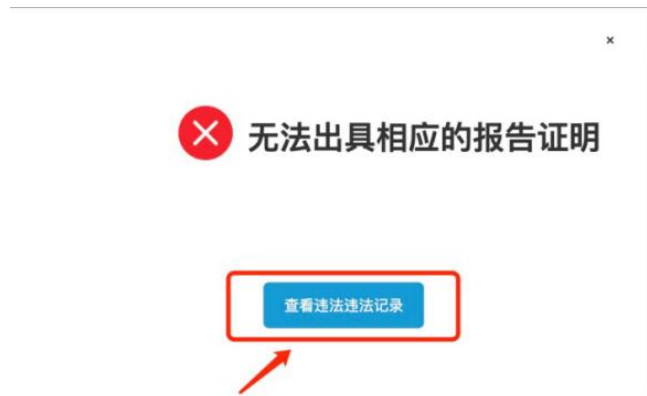 ×
无法出具相应的报告证明
查看违法违法记录